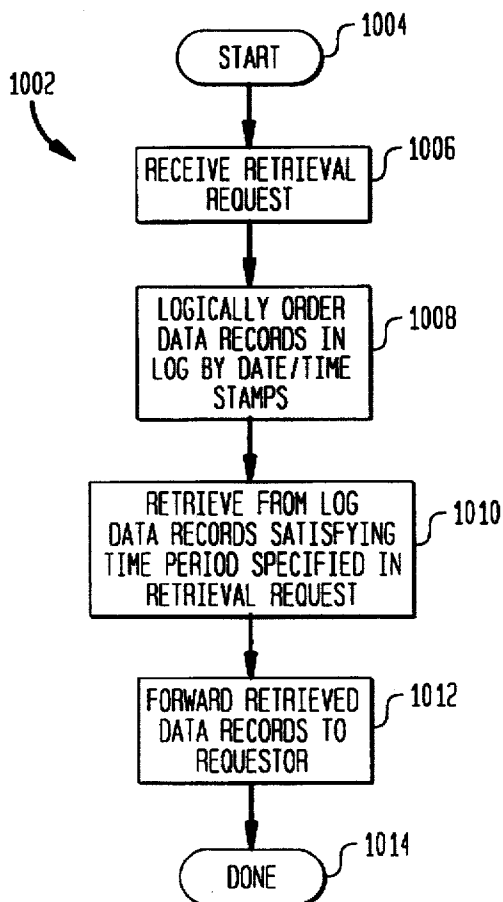 1004
START
1002
1006
RECEIVE RETRIEVAL
REQUEST
1008
LOGICALLY ORDER
DATA RECORDS IN
LOG BY DATE/TIME
STAMPS
1010
RETRIEVE FROM LOG
DATA RECORDS SATISFYING
TIME PERIOD SPECIFIED IN
RETRIEVAL REQUEST
1012
FORWARD RETRIEVED
DATA RECORDS TO
REQUESTOR
1014
DONE